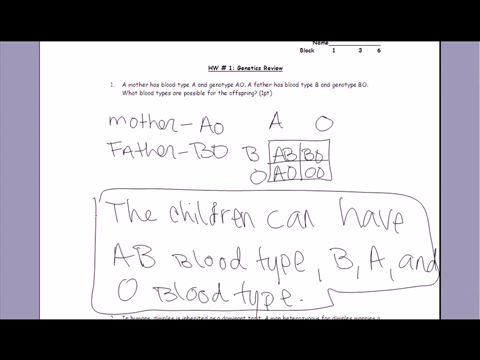 Name
Block 1 3 6
HW # 1: Genetics Review
1. A mother has blood type A and genotype AO. A father has blood type B and genotype BO.
What blood types are possible for the offspring? (1pt)
mother-AO A O
FATher-BO B AB BO
O AO OO
The children can have
AB Blood type, B, A, and
O Blood type.